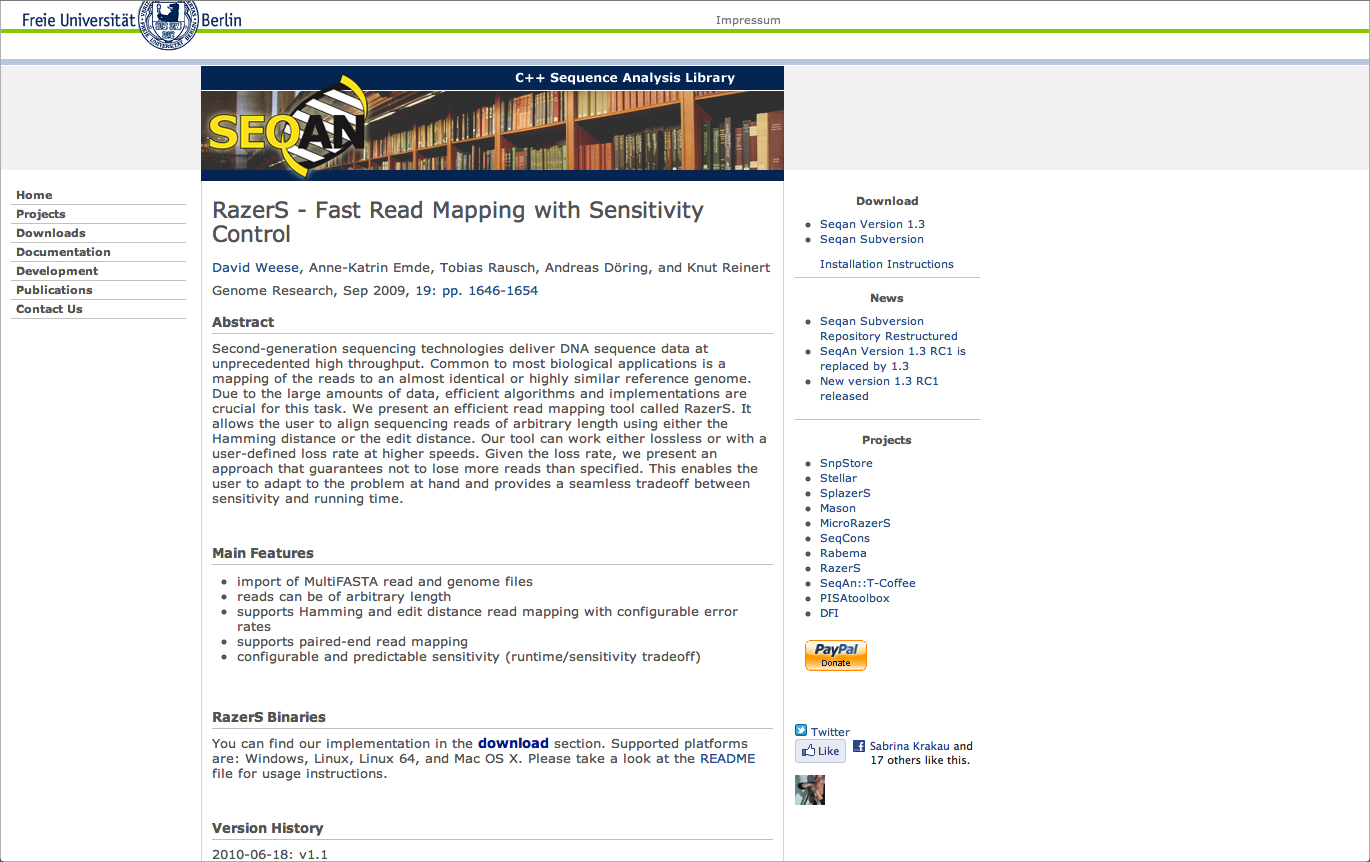 Freie Universität Berlin
Impressum
C++ Sequence Analysis Library
SEQAN
Home
Projects
Downloads
Documentation
Development
Publications
Contact Us
RazerS - Fast Read Mapping with Sensitivity
Control
David Weese, Anne-Katrin Emde, Tobias Rausch, Andreas Döring, and Knut Reinert
Genome Research, Sep 2009, 19: pp. 1646-1654
Abstract
Second-generation sequencing technologies deliver DNA sequence data at
unprecedented high throughput. Common to most biological applications is a
mapping of the reads to an almost identical or highly similar reference genome.
Due to the large amounts of data, efficient algorithms and implementations are
crucial for this task. We present an efficient read mapping tool called RazerS. It
allows the user to align sequencing reads of arbitrary length using either the
Hamming distance or the edit distance. Our tool can work either lossless or with a
user-defined loss rate at higher speeds. Given the loss rate, we present an
approach that guarantees not to lose more reads than specified. This enables the
user to adapt to the problem at hand and provides a seamless tradeoff between
sensitivity and running time.
Main Features
import of MultiFASTA read and genome files
reads can be of arbitrary length
supports Hamming and edit distance read mapping with configurable error
rates
supports paired-end read mapping
configurable and predictable sensitivity (runtime/sensitivity tradeoff)
RazerS Binaries
You can find our implementation in the download section. Supported platforms
are: Windows, Linux, Linux 64, and Mac OS X. Please take a look at the README
file for usage instructions.
Version History
2010-06-18: v1.1
Download
Seqan Version 1.3
Seqan Subversion
Installation Instructions
News
Seqan Subversion
Repository Restructured
SeqAn Version 1.3 RC1 is
replaced by 1.3
New version 1.3 RC1
released
Projects
SnpStore
Stellar
SplazerS
Mason
MicroRazerS
SeqCons
Rabema
RazerS
SeqAn::T-Coffee
PISAtoolbox
DFI
PayPal
Donate
Twitter
Like
Sabrina Krakau and
17 others like this.